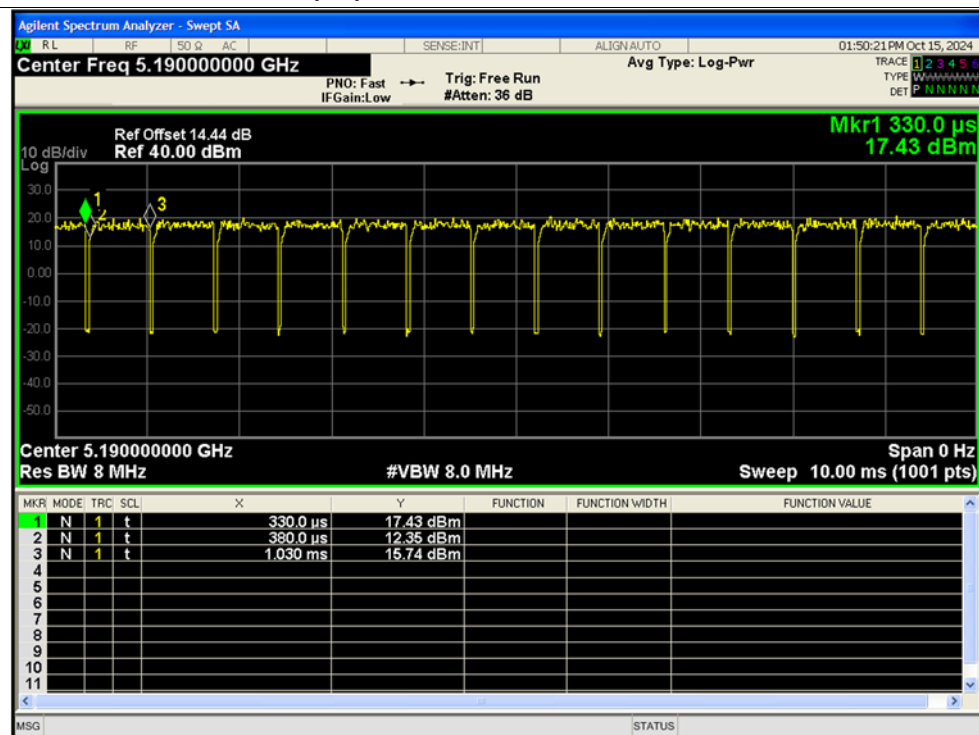 Agilent Spectrum Analyzer - Swept SA
LXI RL RF 50 Ω AC SENSE:INT ALIGN AUTO 01:50:21 PM Oct 15, 2024
Center Freq 5.190000000 GHz
Avg Type: Log-Pwr
TRACE 1 2 3 4 5 6
PNO: Fast
Trig: Free Run
TYPE WWWWWW
IFGain:Low
#Atten: 36 dB
DET P N N N N N
Mkr1 330.0 µs
Ref Offset 14.44 dB
17.43 dBm
10 dB/div
Ref 40.00 dBm
Log
30.0
1
2
3
20.0
10.0
0.00
-10.0
-20.0
-30.0
-40.0
-50.0
Center 5.190000000 GHz Span 0 Hz
Res BW 8 MHz #VBW 8.0 MHz Sweep 10.00 ms (1001 pts)
MKR MODE TRC SCL X Y FUNCTION FUNCTION WIDTH FUNCTION VALUE
1 N 1 t 330.0 µs 17.43 dBm
2 N 1 t 380.0 µs 12.35 dBm
3 N 1 t 1.030 ms 15.74 dBm
4
5
6
7
8
9
10
11
MSG STATUS